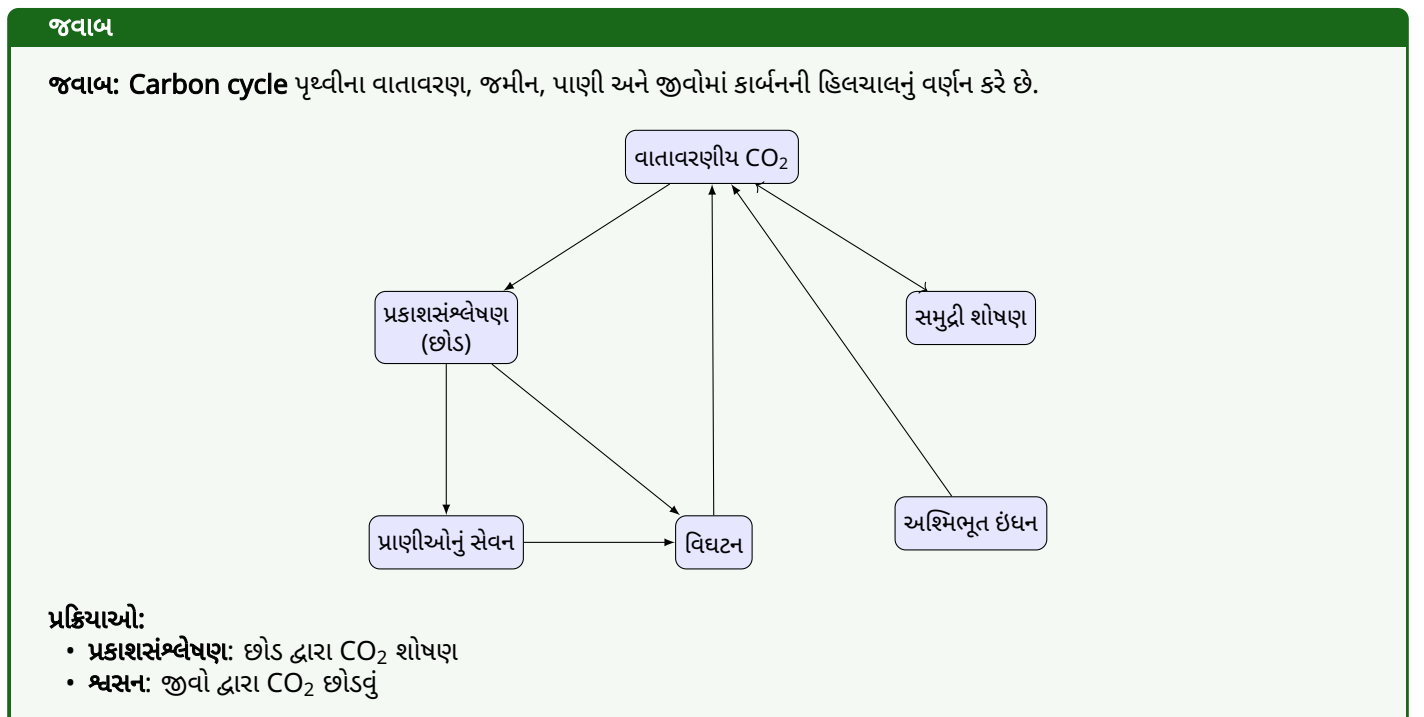 જવાબ
જવાબ: Carbon cycle પૃથ્વીના વાતાવરણ, જમીન, પાણી અને જીવોમાં કાર્બનની હિલચાલનું વર્ણન કરે છે.
વાતાવરણીય CO₂
પ્રકાશસંશ્લેષણ
(છોડ)
સમુદ્રી શોષણ
પ્રાણીઓનું સેવન
વિઘટન
અશ્મિભૂત ઇંધન
પ્રક્રિયાઓ:
• પ્રકાશસંશ્લેષણ: છોડ દ્વારા CO₂ શોષણ
• શ્વસન: જીવો દ્વારા CO₂ છોડવું